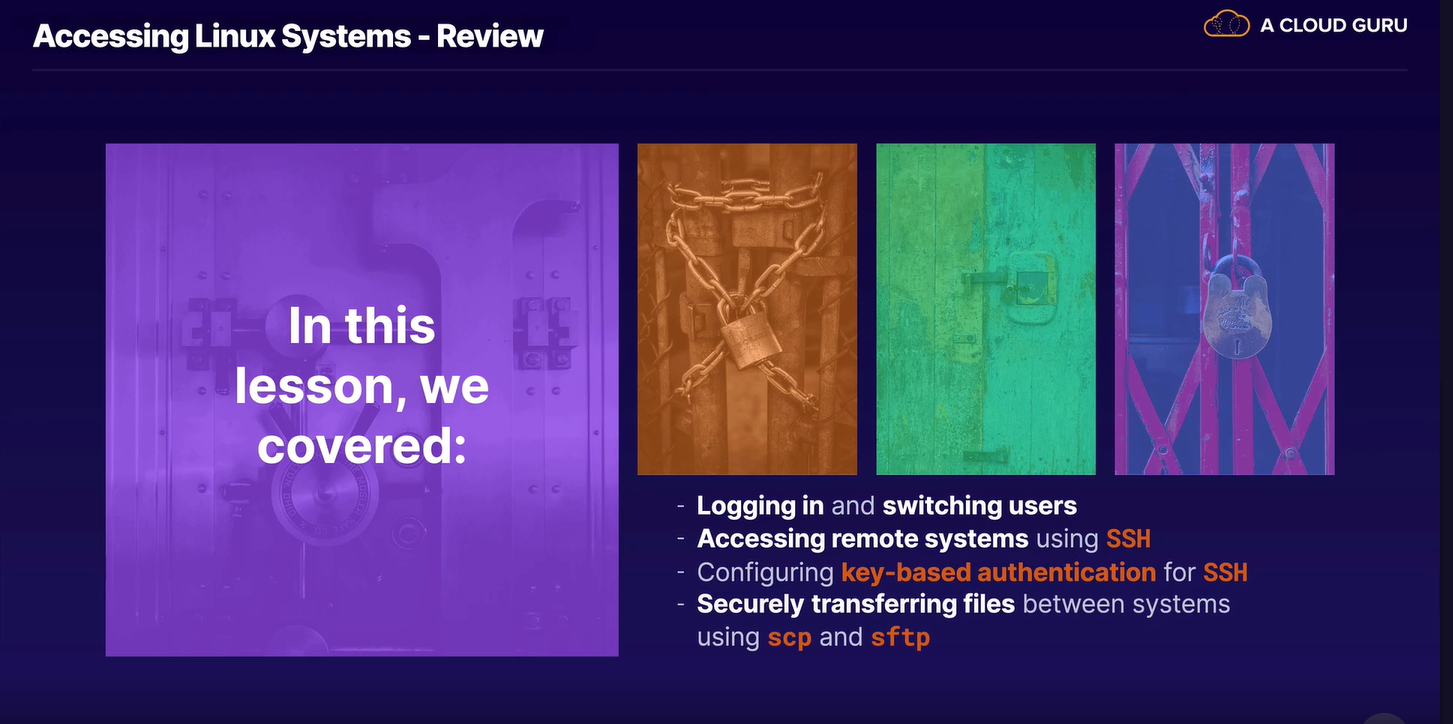 Accessing Linux Systems - Review
A CLOUD GURU
In this
lesson, we
covered:
- Logging in and switching users
- Accessing remote systems using SSH
- Configuring key-based authentication for SSH
- Securely transferring files between systems
using scp and sftp